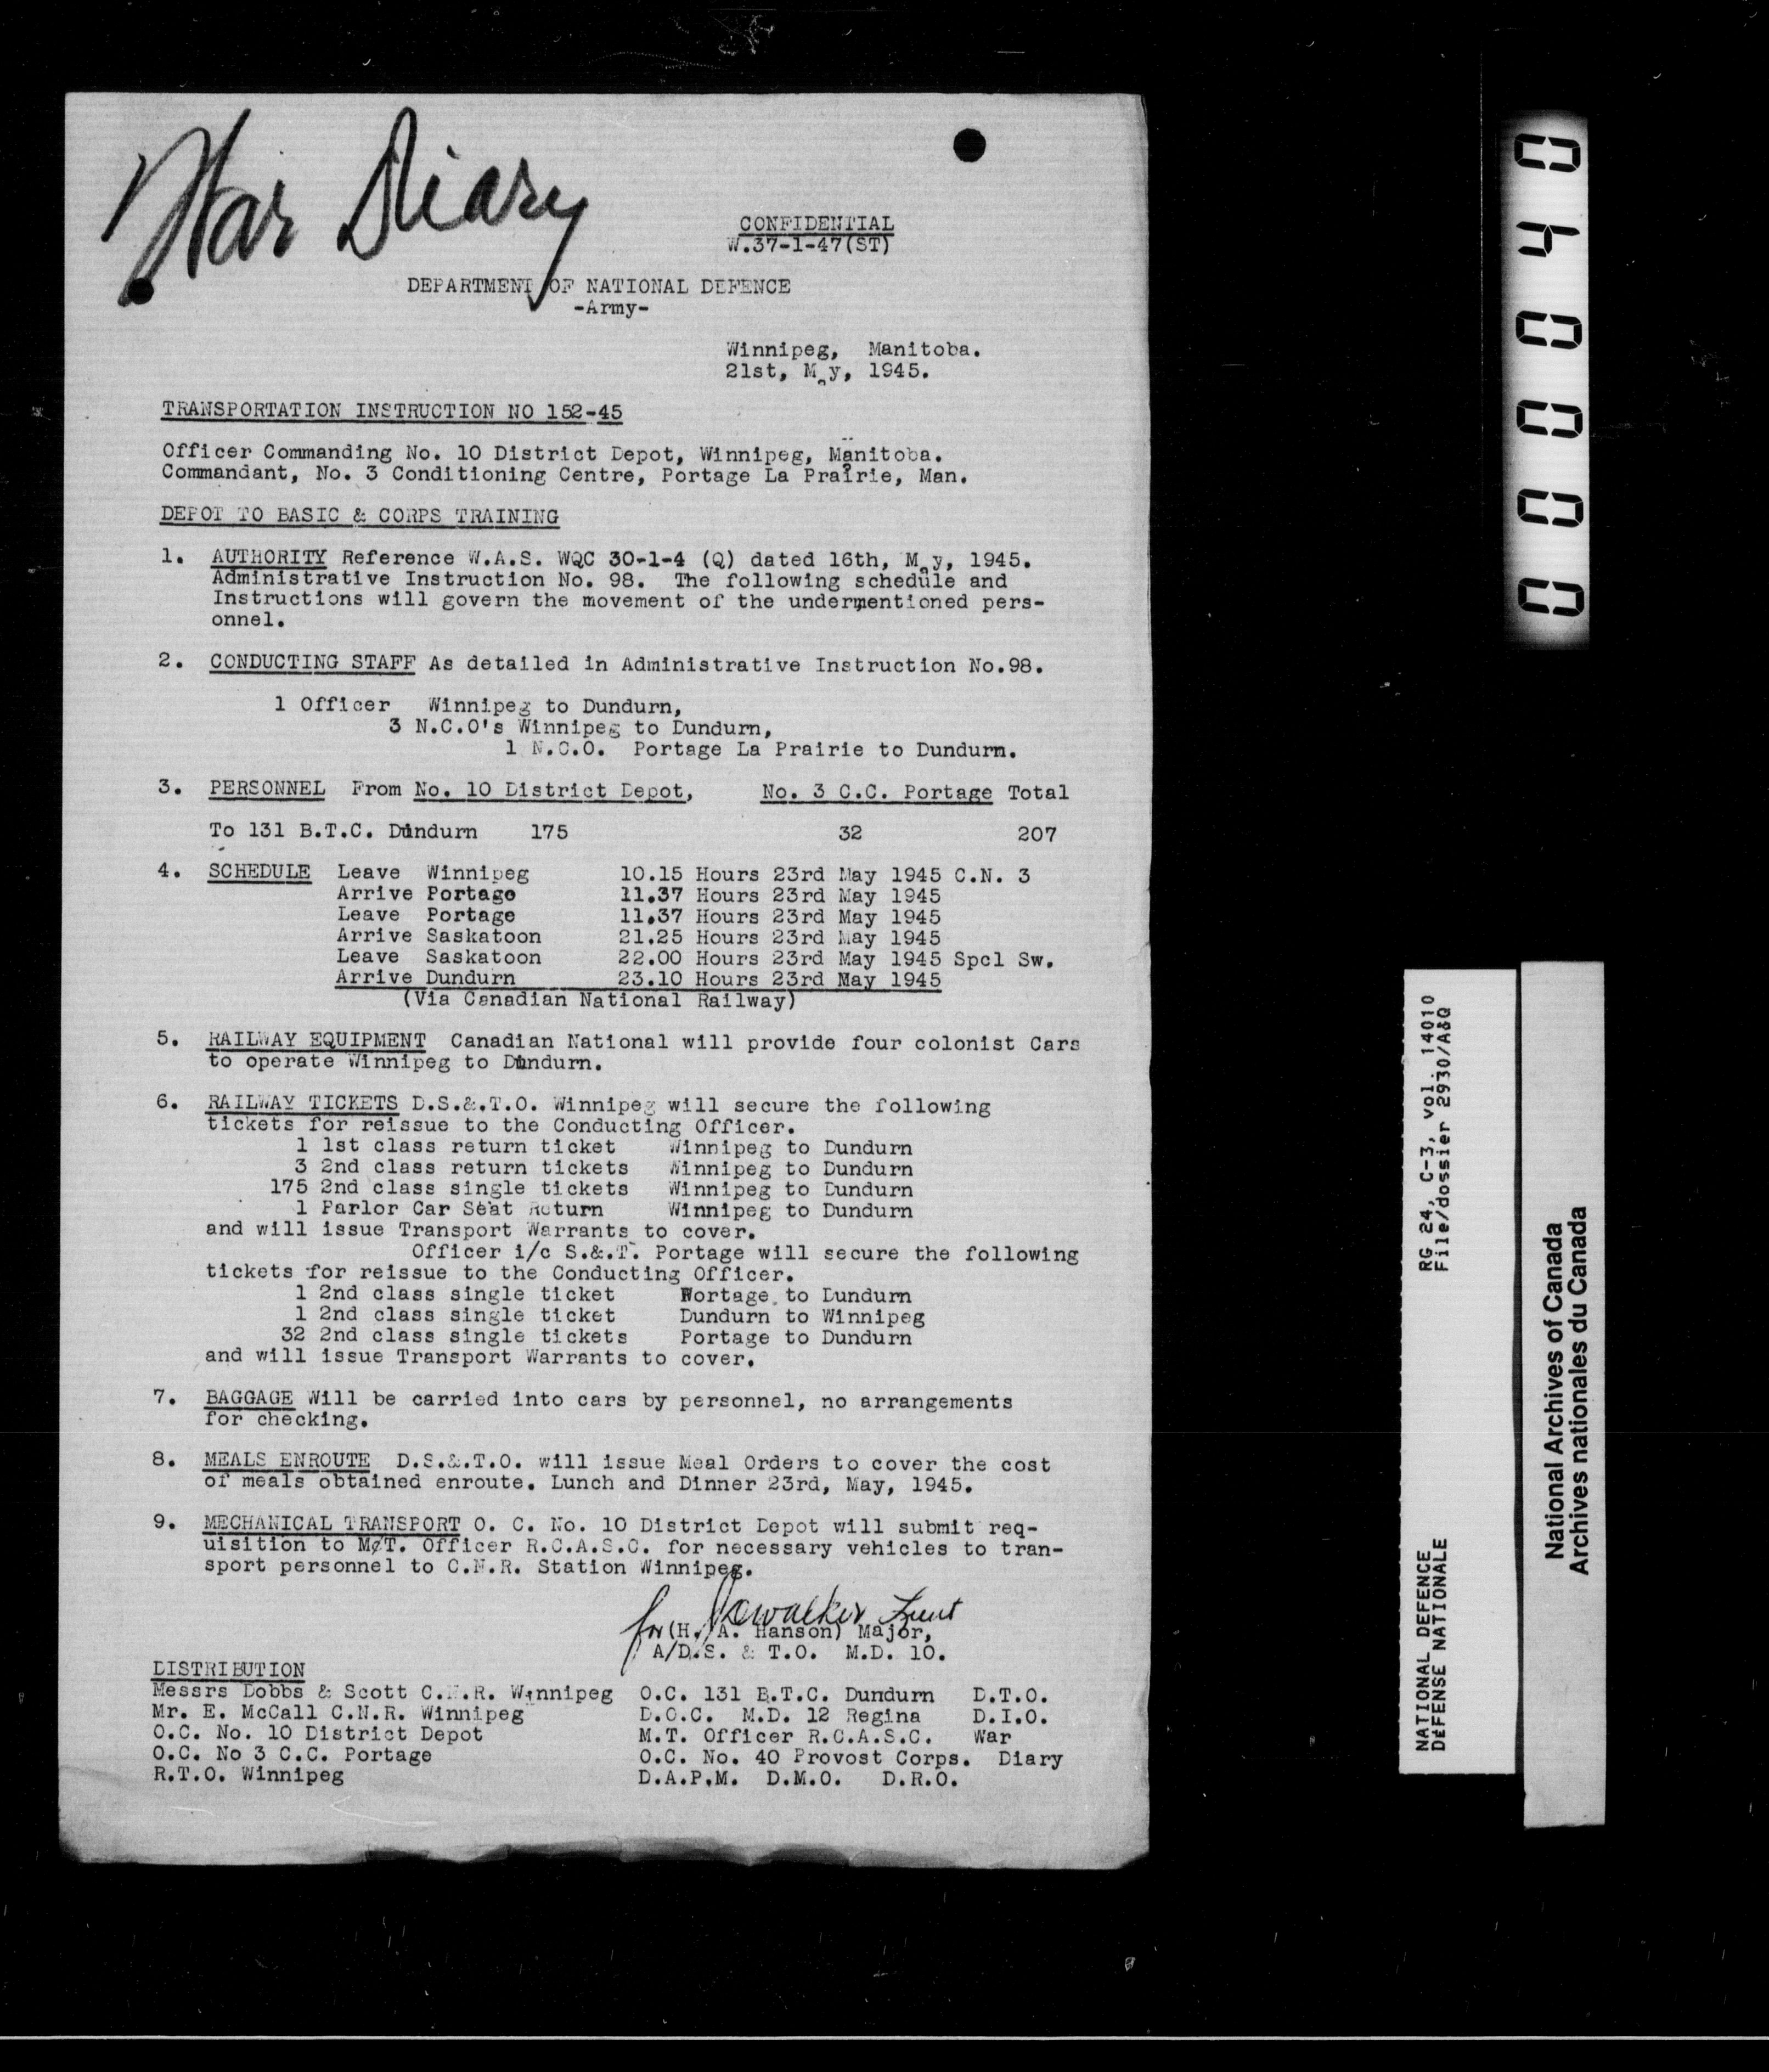 War Diary
CONFIDENTIAL
W.37-1-47(ST)
DEPARTMENT OF NATIONAL DEFENCE
-Army-
Winnipeg, Manitoba.
21st, May, 1945.
TRANSPORTATION INSTRUCTION NO 152-45
Officer Commanding No. 10 District Depot, Winnipeg, Manitoba.
Commandant, No. 3 Conditioning Centre, Portage La Prairie, Man.
DEPOT TO BASIC & CORPS TRAINING
1. AUTHORITY Reference W.A.S. WQC 30-1-4 (Q) dated 16th, May, 1945.
Administrative Instruction No. 98. The following schedule and
Instructions will govern the movement of the undermentioned pers-
onnel.
2. CONDUCTING STAFF As detailed in Administrative Instruction No.98.
1 Officer Winnipeg to Dundurn,
3 N.C.O's Winnipeg to Dundurn,
1 N.C.O. Portage La Prairie to Dundurn.
3. PERSONNEL From No. 10 District Depot, No. 3 C.C. Portage Total
To 131 B.T.C. Dundurn 175 32 207
4. SCHEDULE Leave Winnipeg 10.15 Hours 23rd May 1945 C.N. 3
Arrive Portage 11.37 Hours 23rd May 1945
Leave Portage 11.37 Hours 23rd May 1945
Arrive Saskatoon 21.25 Hours 23rd May 1945
Leave Saskatoon 22.00 Hours 23rd May 1945 Spcl Sw.
Arrive Dundurn 23.10 Hours 23rd May 1945
(Via Canadian National Railway)
5. RAILWAY EQUIPMENT Canadian National will provide four colonist Cars
to operate Winnipeg to Dundurn.
6. RAILWAY TICKETS D.S.&.T.O. Winnipeg will secure the following
tickets for reissue to the Conducting Officer.
1 1st class return ticket Winnipeg to Dundurn
3 2nd class return tickets Winnipeg to Dundurn
175 2nd class single tickets Winnipeg to Dundurn
1 Parlor Car Seat Return Winnipeg to Dundurn
and will issue Transport Warrants to cover.
Officer i/c S.&.T. Portage will secure the following
tickets for reissue to the Conducting Officer.
1 2nd class single ticket Portage to Dundurn
1 2nd class single ticket Dundurn to Winnipeg
32 2nd class single tickets Portage to Dundurn
and will issue Transport Warrants to cover.
7. BAGGAGE Will be carried into cars by personnel, no arrangements
for checking.
8. MEALS ENROUTE D.S.&.T.O. will issue Meal Orders to cover the cost
of meals obtained enroute. Lunch and Dinner 23rd, May, 1945.
9. MECHANICAL TRANSPORT O. C. No. 10 District Depot will submit req-
uisition to M.T. Officer R.C.A.S.C. for necessary vehicles to tran-
sport personnel to C.N.R. Station Winnipeg.
for
(H. A. Hanson) Major,
A/D.S. & T.O. M.D. 10.
DISTRIBUTION
Messrs Dobbs & Scott C.N.R. Winnipeg O.C. 131 B.T.C. Dundurn D.T.O.
Mr. E. McCall C.N.R. Winnipeg D.O.C. M.D. 12 Regina D.I.O.
O.C. No. 10 District Depot M.T. Officer R.C.A.S.C. War
O.C. No 3 C.C. Portage O.C. No. 40 Provost Corps. Diary
R.T.O. Winnipeg D.A.P.M. D.M.O. D.R.O.
000040
NATIONAL DEFENCE RG 24, C-3, vol. 14010
DÉFENSE NATIONALE File/dossier 2930/A&Q
National Archives of Canada
Archives nationales du Canada